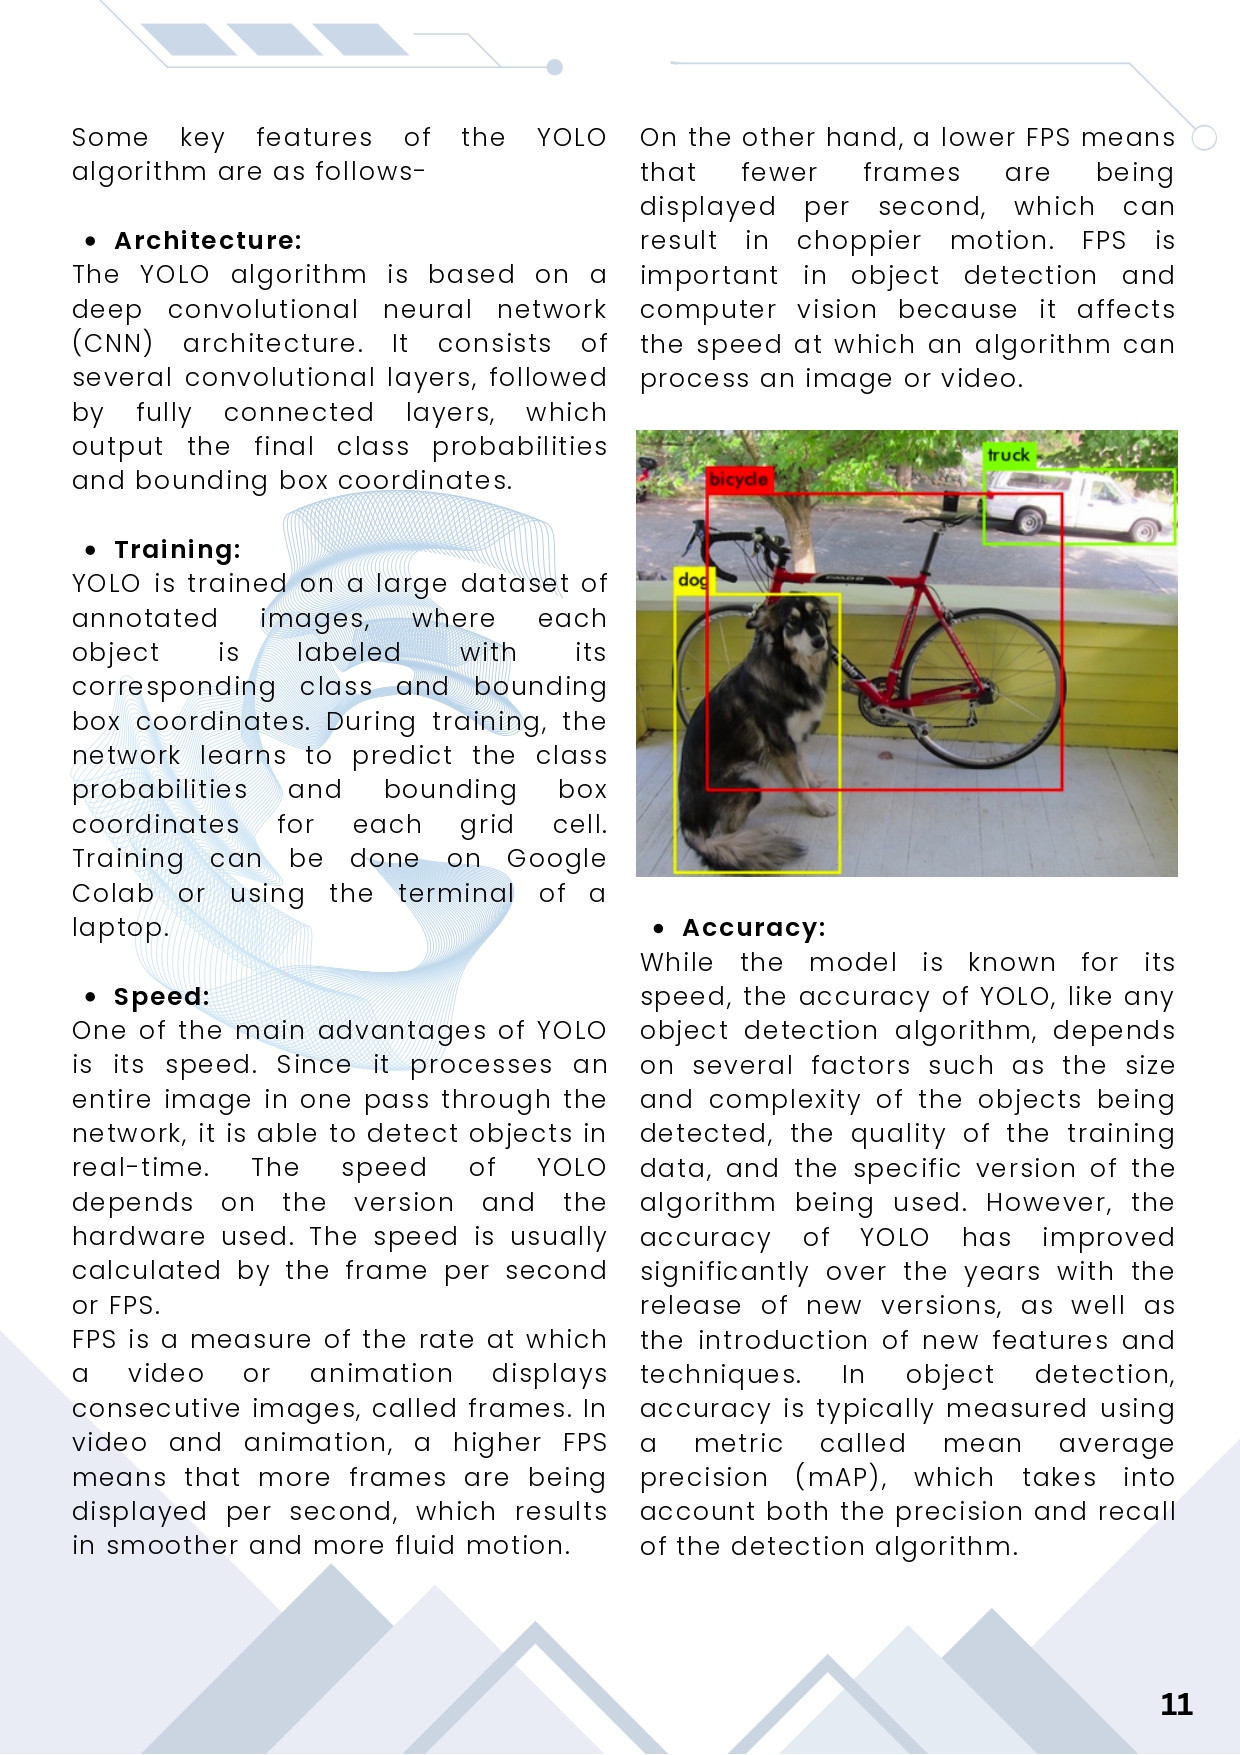 Some key features of the YOLO
algorithm are as follows-
• Architecture:
The YOLO algorithm is based on a
deep convolutional neural network
(CNN) architecture. It consists of
several convolutional layers, followed
by fully connected layers, which
output the final class probabilities
and bounding box coordinates.
• Training:
YOLO is trained on a large dataset of
annotated images, where each
object is labeled with its
corresponding class and bounding
box coordinates. During training, the
network learns to predict the class
probabilities and bounding box
coordinates for each grid cell.
Training can be done on Google
Colab or using the terminal of a
laptop.
• Speed:
One of the main advantages of YOLO
is its speed. Since it processes an
entire image in one pass through the
network, it is able to detect objects in
real-time. The speed of YOLO
depends on the version and the
hardware used. The speed is usually
calculated by the frame per second
or FPS.
FPS is a measure of the rate at which
a video or animation displays
consecutive images, called frames. In
video and animation, a higher FPS
means that more frames are being
displayed per second, which results
in smoother and more fluid motion.
On the other hand, a lower FPS means
that fewer frames are being
displayed per second, which can
result in choppier motion. FPS is
important in object detection and
computer vision because it affects
the speed at which an algorithm can
process an image or video.
truck
bicycle
dog
• Accuracy:
While the model is known for its
speed, the accuracy of YOLO, like any
object detection algorithm, depends
on several factors such as the size
and complexity of the objects being
detected, the quality of the training
data, and the specific version of the
algorithm being used. However, the
accuracy of YOLO has improved
significantly over the years with the
release of new versions, as well as
the introduction of new features and
techniques. In object detection,
accuracy is typically measured using
a metric called mean average
precision (mAP), which takes into
account both the precision and recall
of the detection algorithm.
11